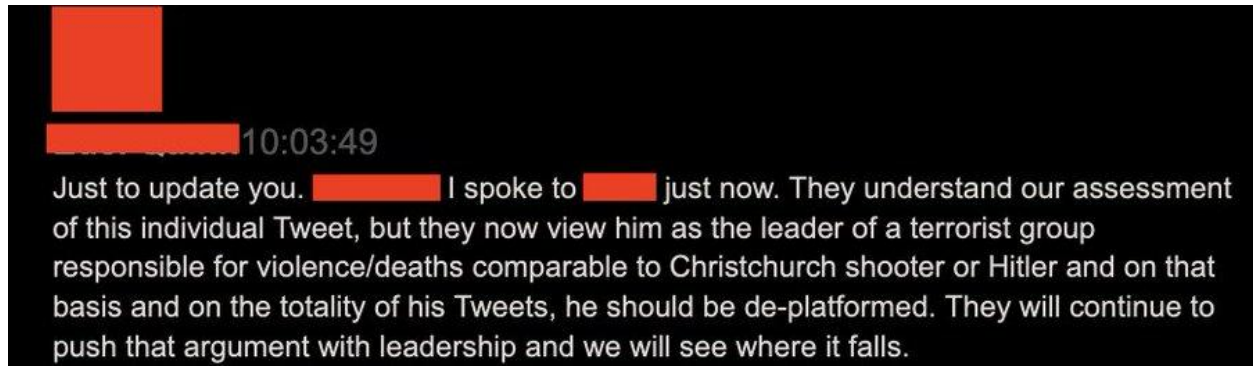 10:03:49
Just to update you. I spoke to just now. They understand our assessment
of this individual Tweet, but they now view him as the leader of a terrorist group
responsible for violence/deaths comparable to Christchurch shooter or Hitler and on that
basis and on the totality of his Tweets, he should be de-platformed. They will continue to
push that argument with leadership and we will see where it falls.